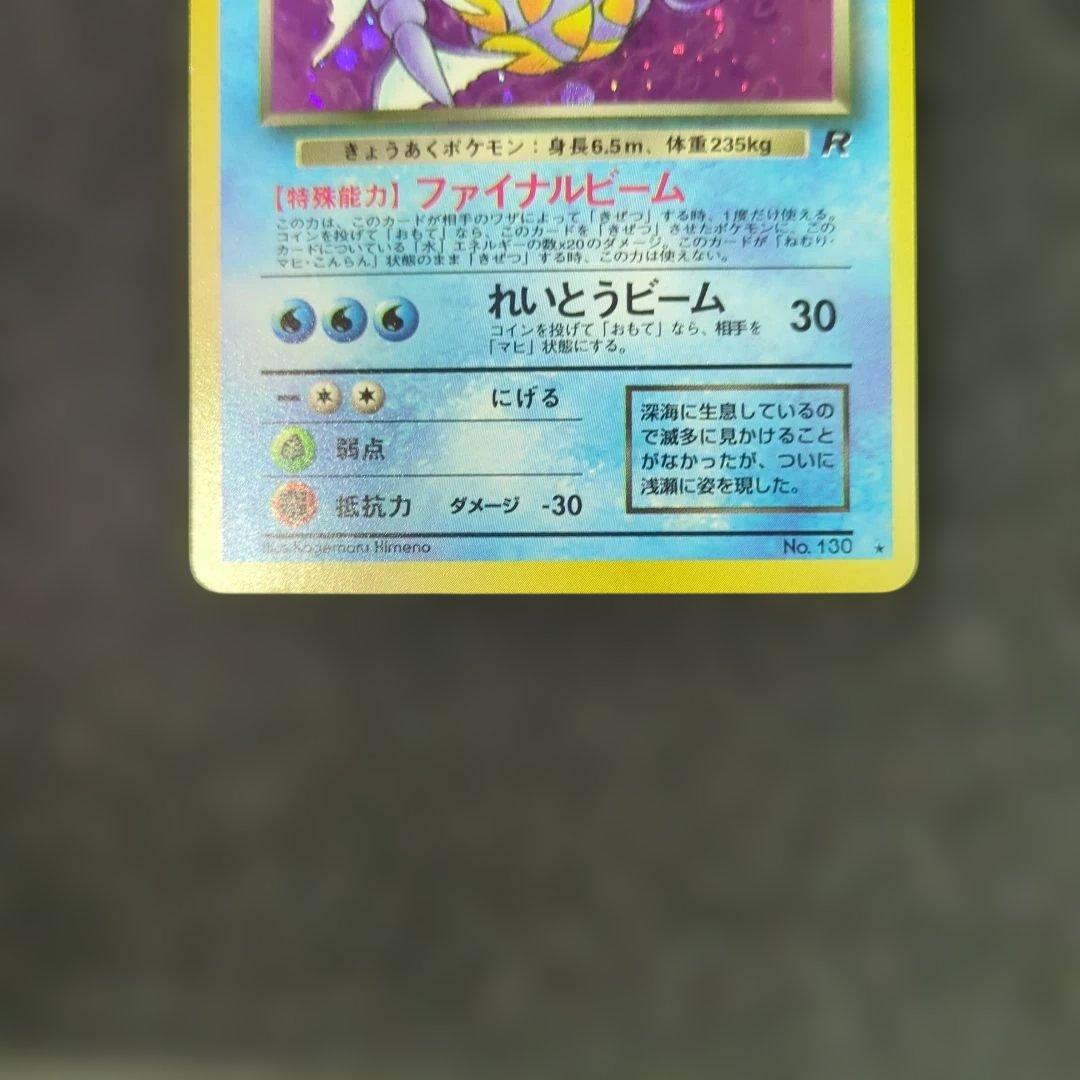 きょうあくポケモン：身長6.5m、体重235kg
R
【特殊能力】ファイナルビーム
この力は、このカードが相手のワザによって「きぜつ」する時、1度だけ使える。
コインを投げて「おもて」なら、このカードを「きぜつ」させたポケモンに、この
カードについている「水」エネルギーの数x20のダメージ。このカードが「ねむり・
マヒ・こんらん」状態のまま「きぜつ」する時、この力は使えない。
れいとうビーム 30
コインを投げて「おもて」なら、相手を
「マヒ」状態にする。
にげる
弱点
抵抗力 ダメージ -30
深海に生息しているの
で滅多に見かけること
がなかったが、ついに
浅瀬に姿を現した。
Illus. Kagemaru Himeno
No. 130 ★